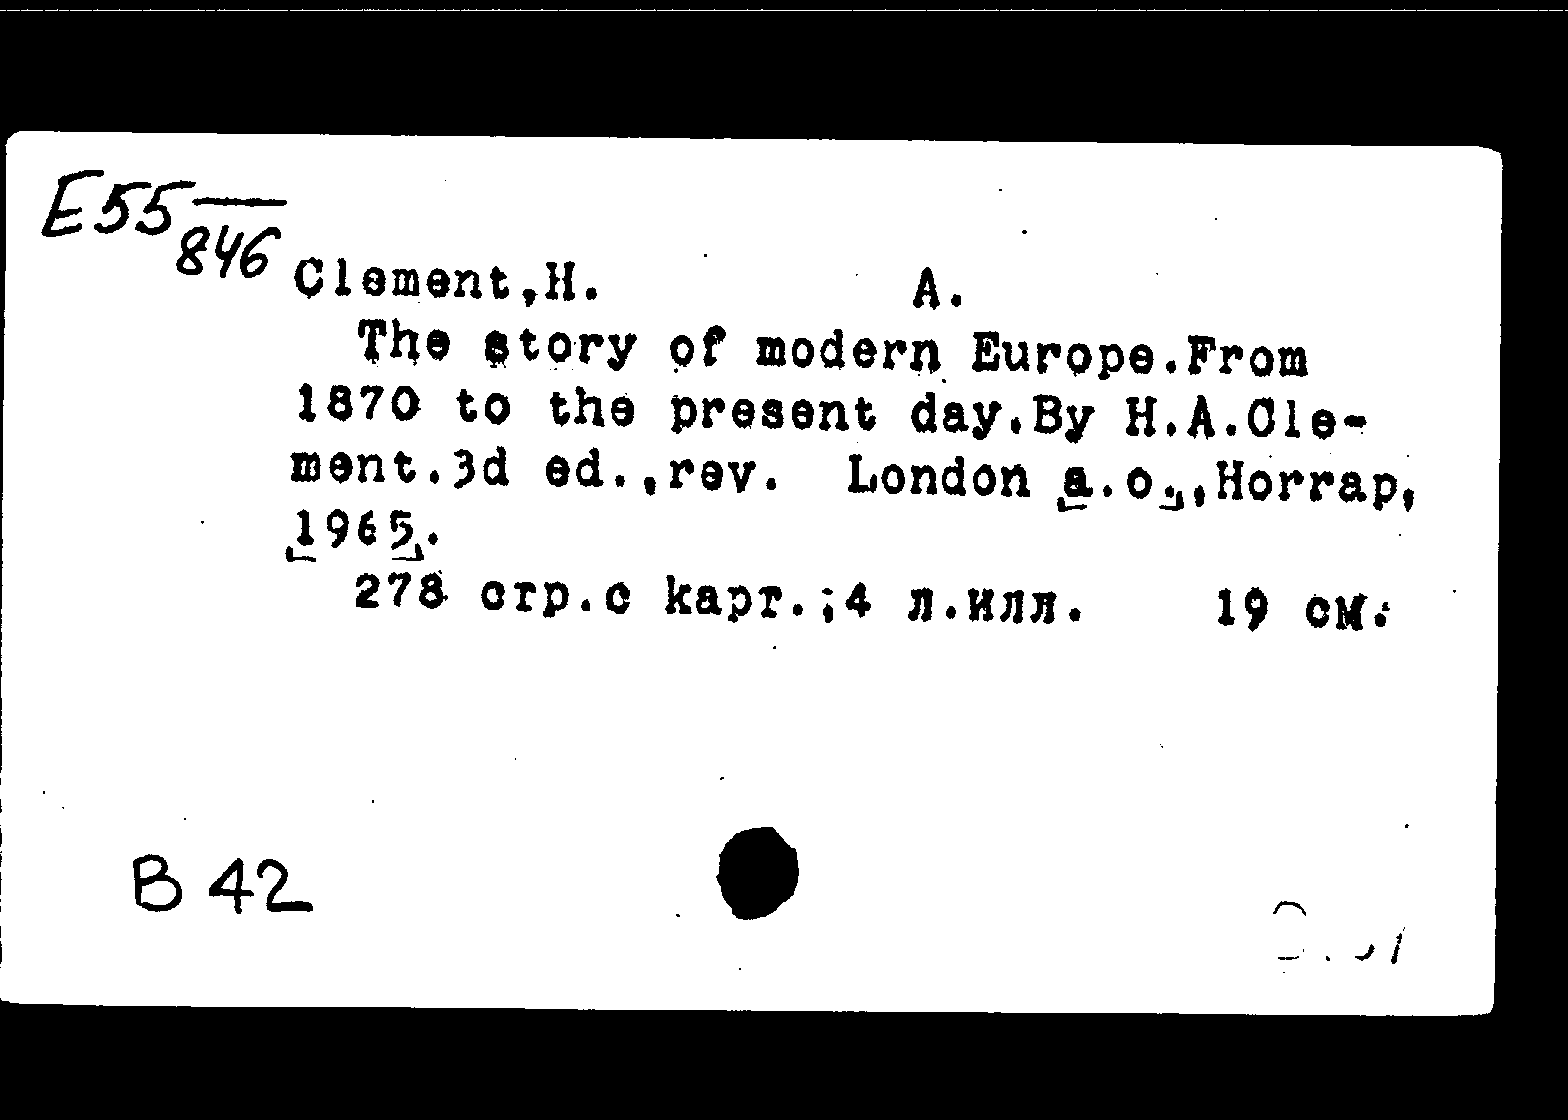 E55
846
Clement,H. A.
The story of modern Europe.From
1870 to the present day.By H.A.Cle-
ment.3d ed.,rev. London [a.o.],Horrap,
[1965].
278 стр.с карт.;4 л.илл. 19 см.
B 42